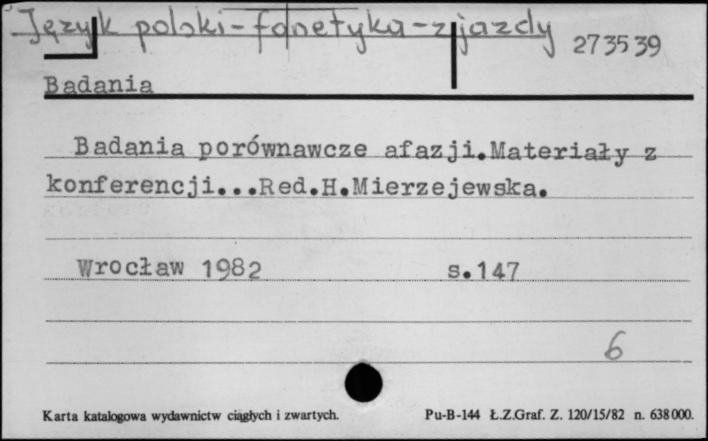 Język polski-fonetyka-zjazdy
273539
Badania
Badania porównawcze afazji.Materiały z
konferencji...Red.H.Mierzejewska.
Wrocław 1982 s.147
6
Karta katalogowa wydawnictw ciągłych i zwartych. Pu-B-144 Ł.Z.Graf. Z. 120/15/82 n. 638000.